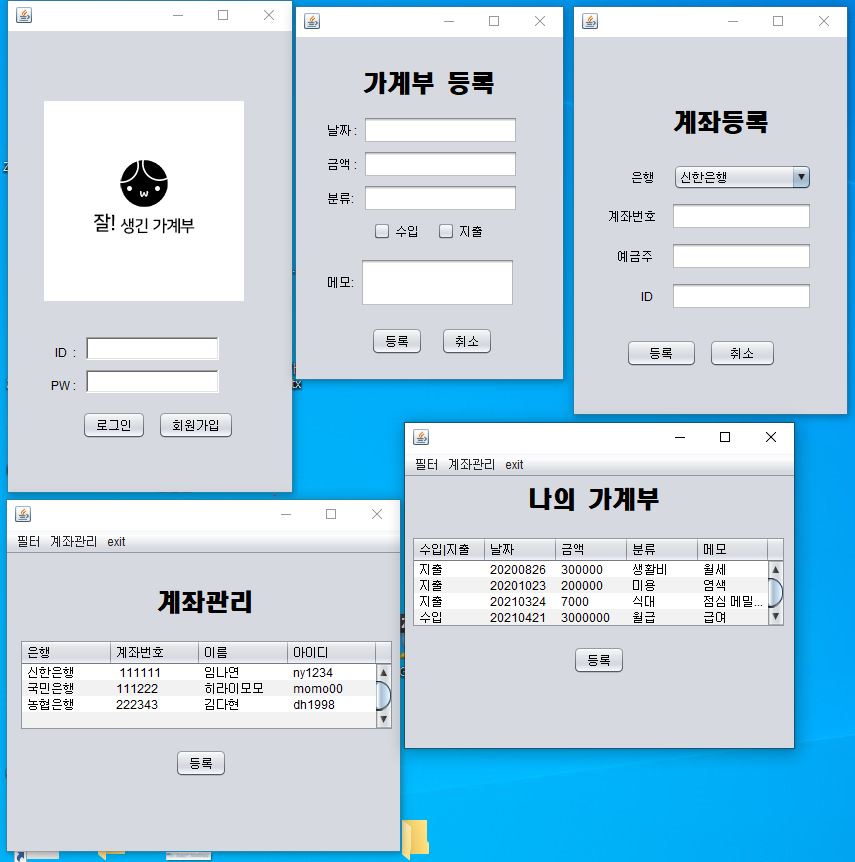 잘! 생긴 가계부
ID :
PW :
로그인 회원가입
가계부 등록
날짜 :
금액 :
분류:
수입 지출
메모:
등록 취소
계좌등록
은행 신한은행
계좌번호
예금주
ID
등록 취소
필터 계좌관리 exit
계좌관리
은행 계좌번호 이름 아이디
신한은행 111111 임나연 ny1234
국민은행 111222 히라이모모 momo00
농협은행 222343 김다현 dh1998
등록
필터 계좌관리 exit
나의 가계부
수입|지출 날짜 금액 분류 메모
지출 20200826 300000 생활비 월세
지출 20201023 200000 미용 염색
지출 20210324 7000 식대 점심 메밀...
수입 20210421 3000000 월급 급여
등록